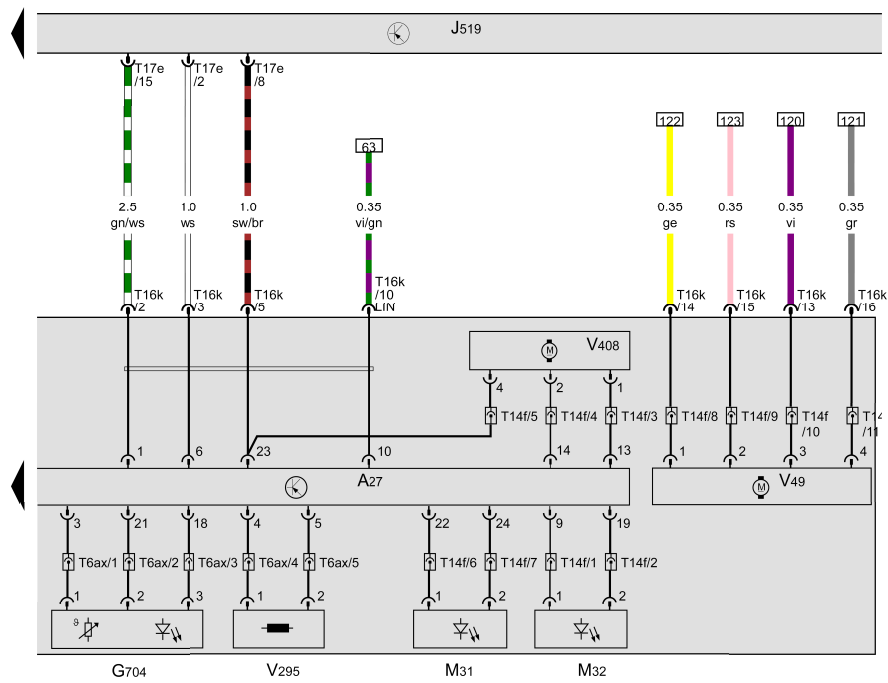 J519
T17e
/15
T17e
/2
T17e
/8
63
122
123
120
121
2.5
gn/ws
1.0
ws
1.0
sw/br
0.35
vi/gn
0.35
ge
0.35
rs
0.35
vi
0.35
gr
T16k
/2
T16k
/3
T16k
/5
T16k
/10
LIN
T16k
/14
T16k
/15
T16k
/13
T16k
/16
M
V408
4
2
1
T14f/5
T14f/4
T14f/3
T14f/8
T14f/9
T14f
/10
T14
/11
1
6
23
10
14
13
1
2
3
4
A27
M
V49
3
21
18
4
5
22
24
9
19
T6ax/1
T6ax/2
T6ax/3
T6ax/4
T6ax/5
T14f/6
T14f/7
T14f/1
T14f/2
1
2
3
1
2
1
2
1
2
ϑ
G704
V295
M31
M32